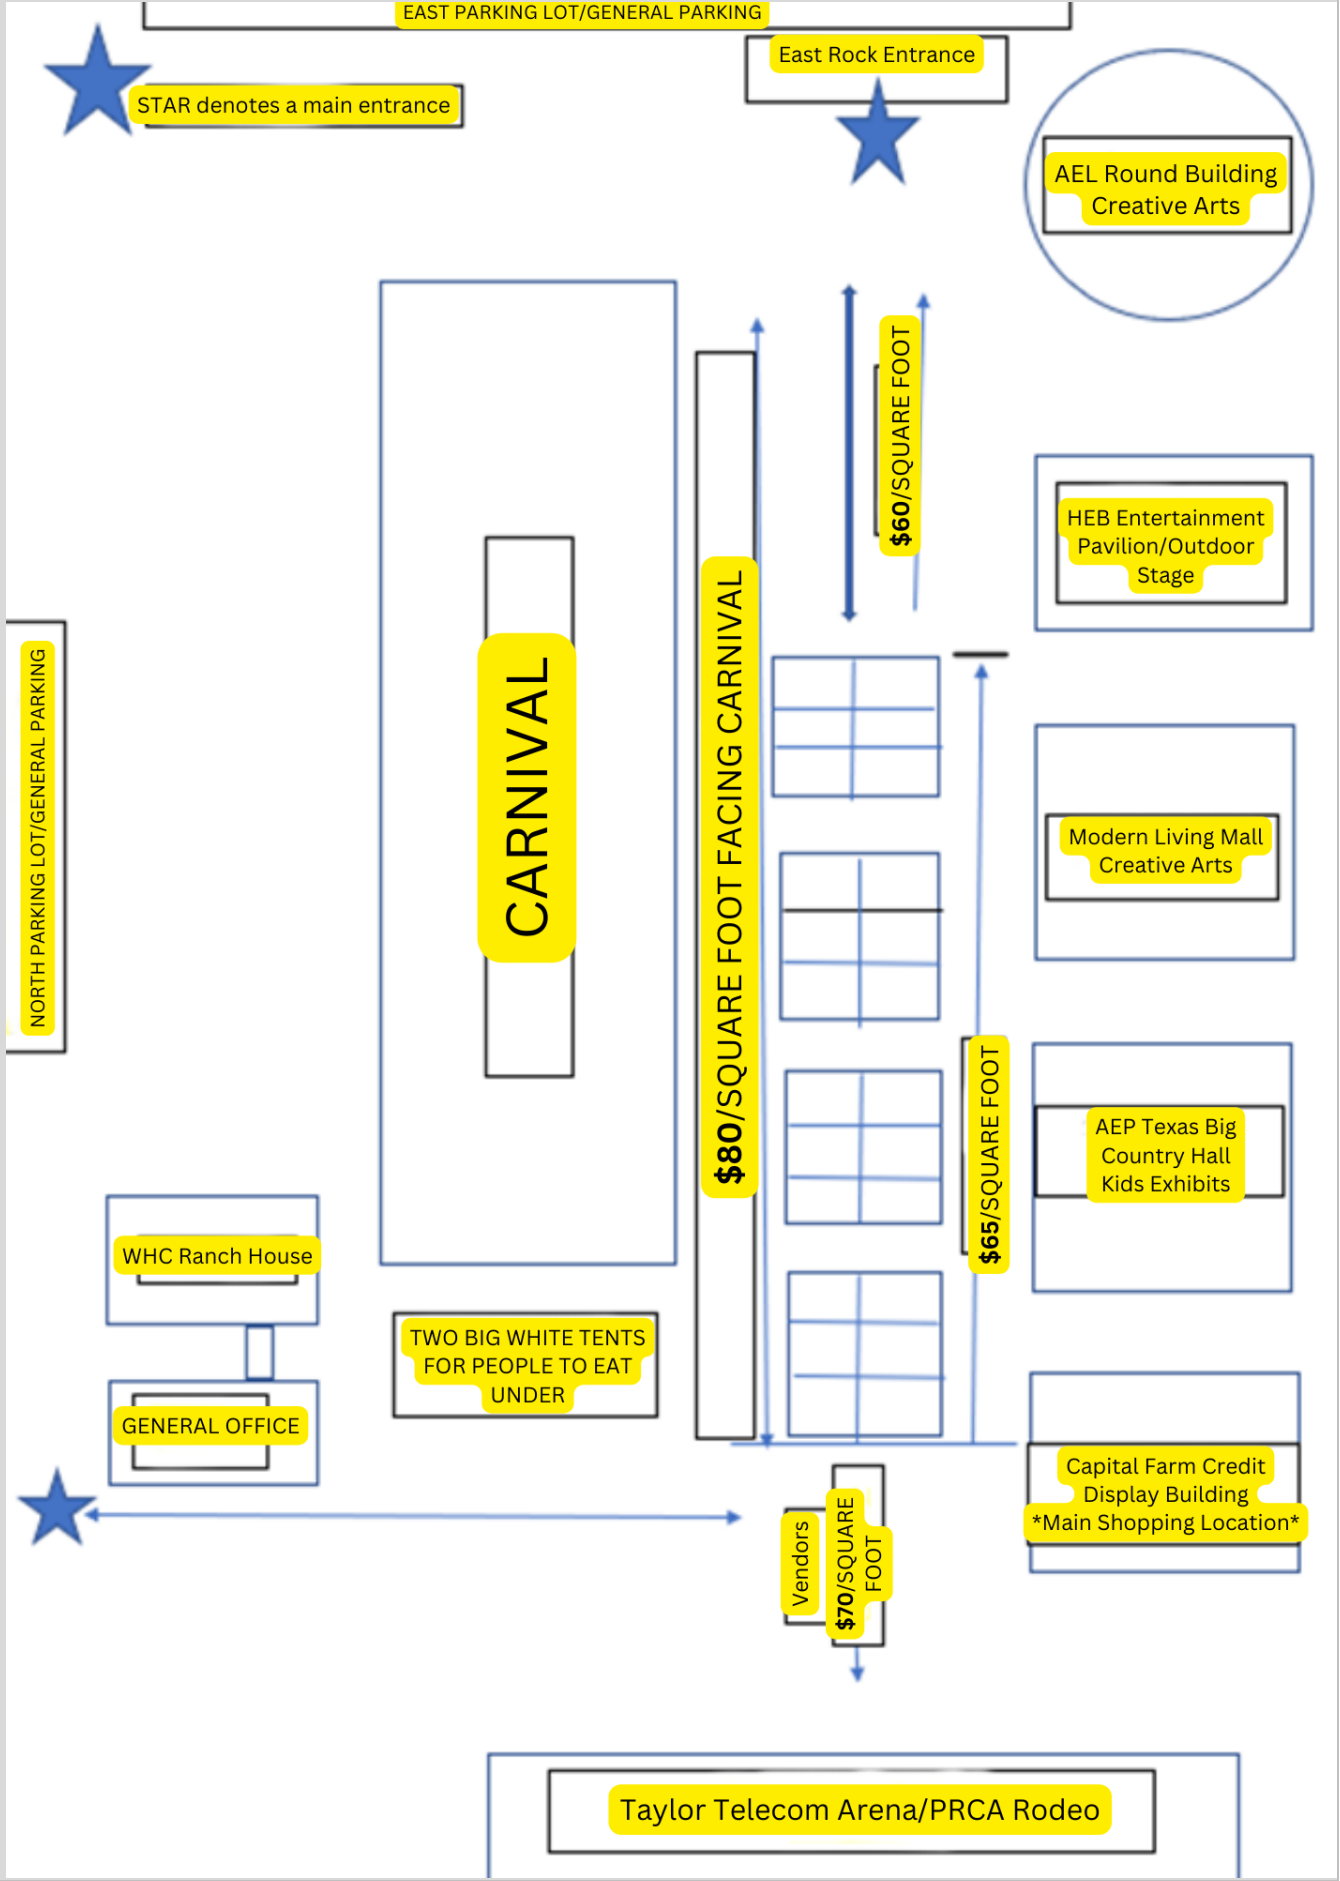 EAST PARKING LOT/GENERAL PARKING
East Rock Entrance
STAR denotes a main entrance
AEL Round Building
Creative Arts
$60/SQUARE FOOT
HEB Entertainment
Pavilion/Outdoor
Stage
$80/SQUARE FOOT FACING CARNIVAL
CARNIVAL
NORTH PARKING LOT/GENERAL PARKING
Modern Living Mall
Creative Arts
$65/SQUARE FOOT
AEP Texas Big
Country Hall
Kids Exhibits
WHC Ranch House
TWO BIG WHITE TENTS
FOR PEOPLE TO EAT
UNDER
GENERAL OFFICE
Capital Farm Credit
Display Building
*Main Shopping Location*
Vendors
$70/SQUARE
FOOT
Taylor Telecom Arena/PRCA Rodeo